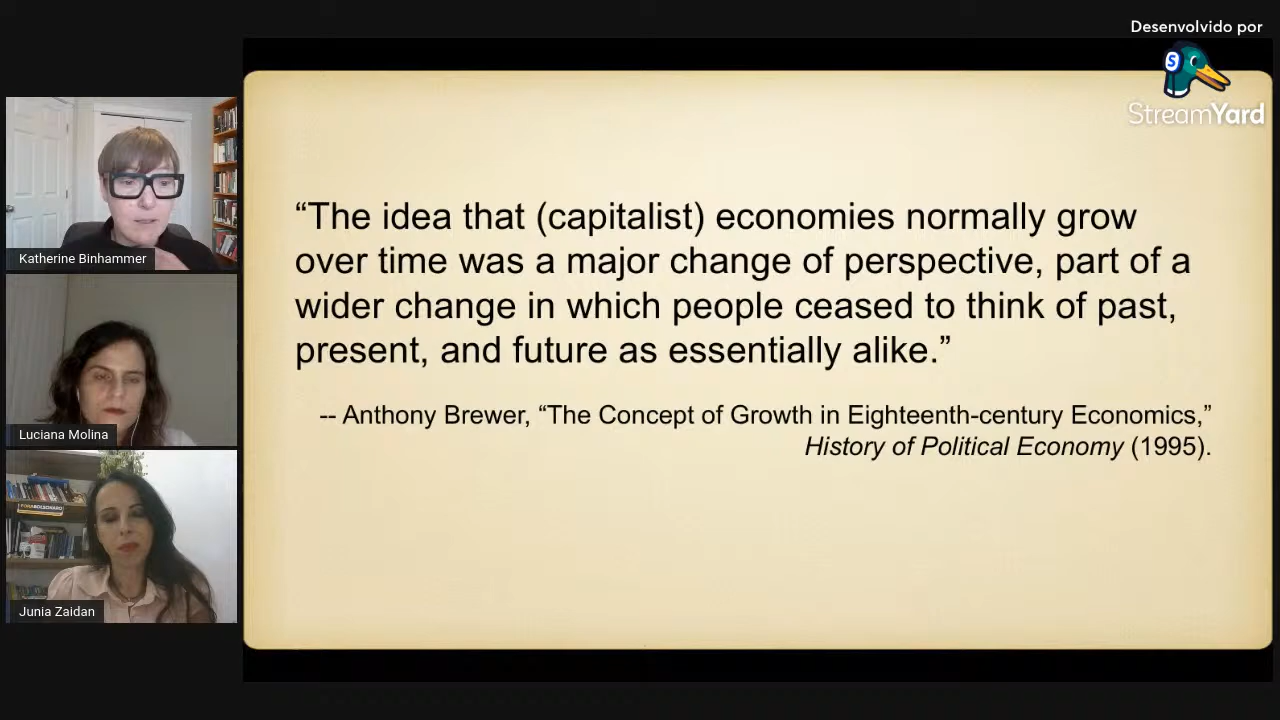 Desenvolvido por
S
StreamYard
Katherine Binhammer
Luciana Molina
FORABOLSONARO
Junia Zaidan
“The idea that (capitalist) economies normally grow
over time was a major change of perspective, part of a
wider change in which people ceased to think of past,
present, and future as essentially alike.”
-- Anthony Brewer, “The Concept of Growth in Eighteenth-century Economics,”
History of Political Economy (1995).